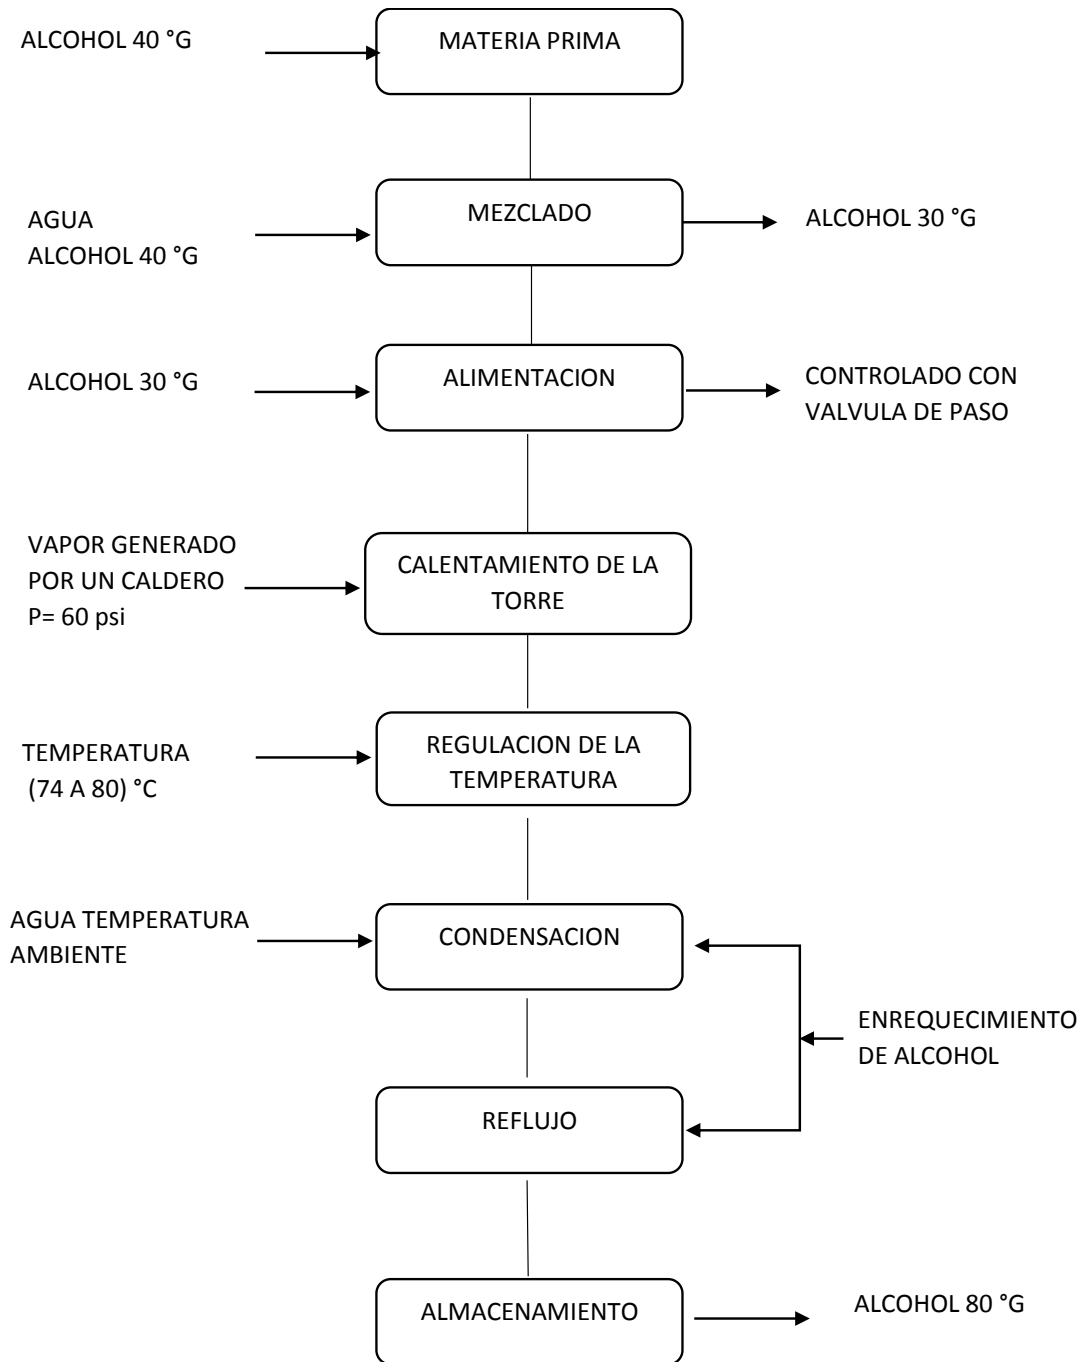 ALCOHOL 40 °G
MATERIA PRIMA
MEZCLADO
AGUA
ALCOHOL 40 °G
ALCOHOL 30 °G
ALCOHOL 30 °G
ALIMENTACION
CONTROLADO CON
VALVULA DE PASO
VAPOR GENERADO
POR UN CALDERO
P= 60 psi
CALENTAMIENTO DE LA
TORRE
TEMPERATURA
(74 A 80) °C
REGULACION DE LA
TEMPERATURA
AGUA TEMPERATURA
AMBIENTE
CONDENSACION
ENREQUECIMIENTO
DE ALCOHOL
REFLUJO
ALMACENAMIENTO
ALCOHOL 80 °G